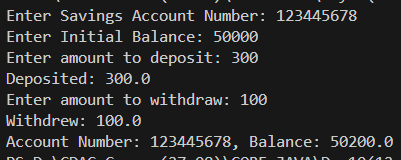 Enter Savings Account Number: 123445678
Enter Initial Balance: 50000
Enter amount to deposit: 300
Deposited: 300.0
Enter amount to withdraw: 100
Withdrew: 100.0
Account Number: 123445678, Balance: 50200.0